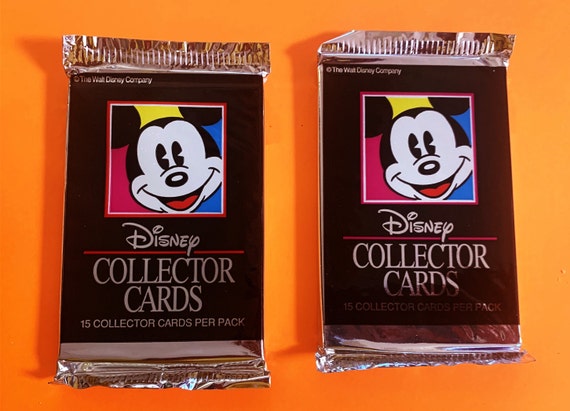 ©The Walt Disney Company
Disney
COLLECTOR
CARDS
15 COLLECTOR CARDS PER PACK
©The Walt Disney Company
Disney
COLLECTOR
CARDS
15 COLLECTOR CARDS PER PACK